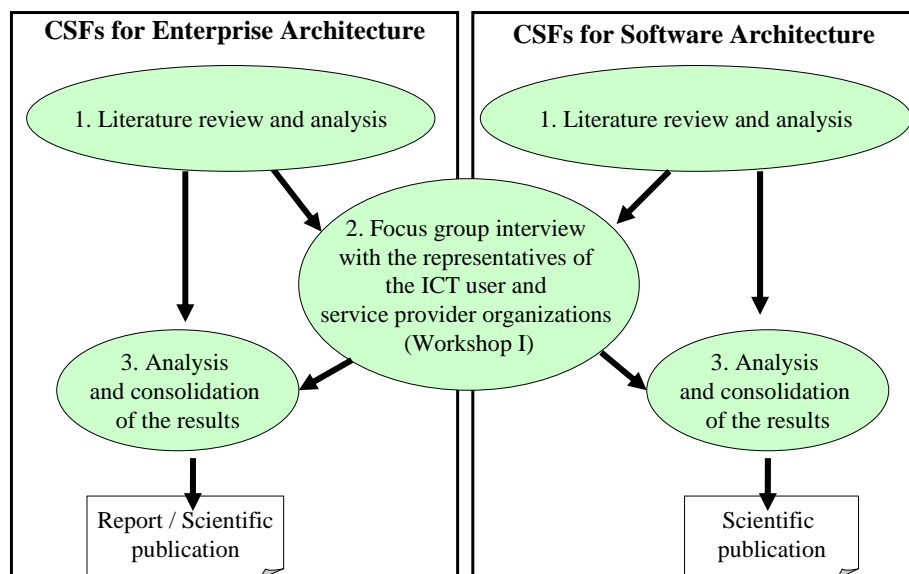 CSFs for Enterprise Architecture
1. Literature review and analysis
CSFs for Software Architecture
1. Literature review and analysis
2. Focus group interview
with the representatives of
the ICT user and
service provider organizations
(Workshop I)
3. Analysis
and consolidation
of the results
3. Analysis
and consolidation
of the results
Report / Scientific
publication
Scientific
publication